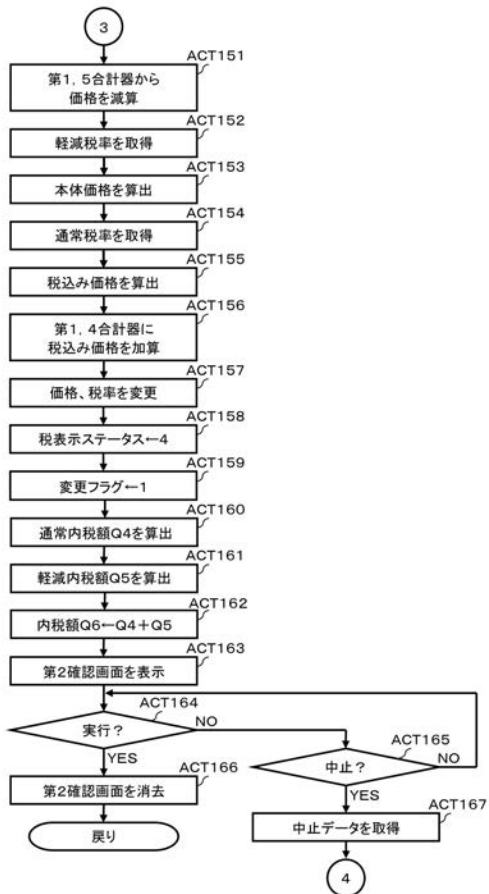 3
ACT151
第1，5合計器から
価格を減算
ACT152
軽減税率を取得
ACT153
本体価格を算出
ACT154
通常税率を取得
ACT155
税込み価格を算出
ACT156
第1，4合計器に
税込み価格を加算
ACT157
価格、税率を変更
ACT158
税表示ステータス←4
ACT159
変更フラグ←1
ACT160
通常内税額Q4を算出
ACT161
軽減内税額Q5を算出
ACT162
内税額Q6←Q4＋Q5
ACT163
第2確認画面を表示
ACT164
実行？
NO
YES
ACT165
中止？
NO
YES
ACT166
第2確認画面を消去
戻り
ACT167
中止データを取得
4